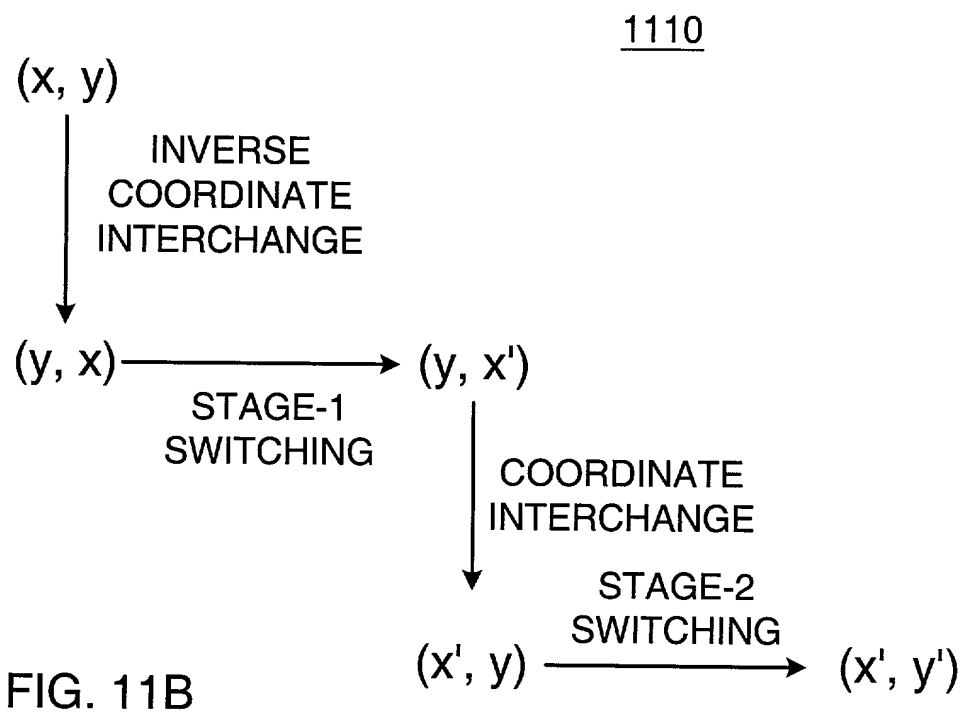 1110
(x, y)
INVERSE
COORDINATE
INTERCHANGE
(y, x)
(y, x')
STAGE-1
SWITCHING
COORDINATE
INTERCHANGE
STAGE-2
SWITCHING
(x', y)
(x', y')
FIG. 11B